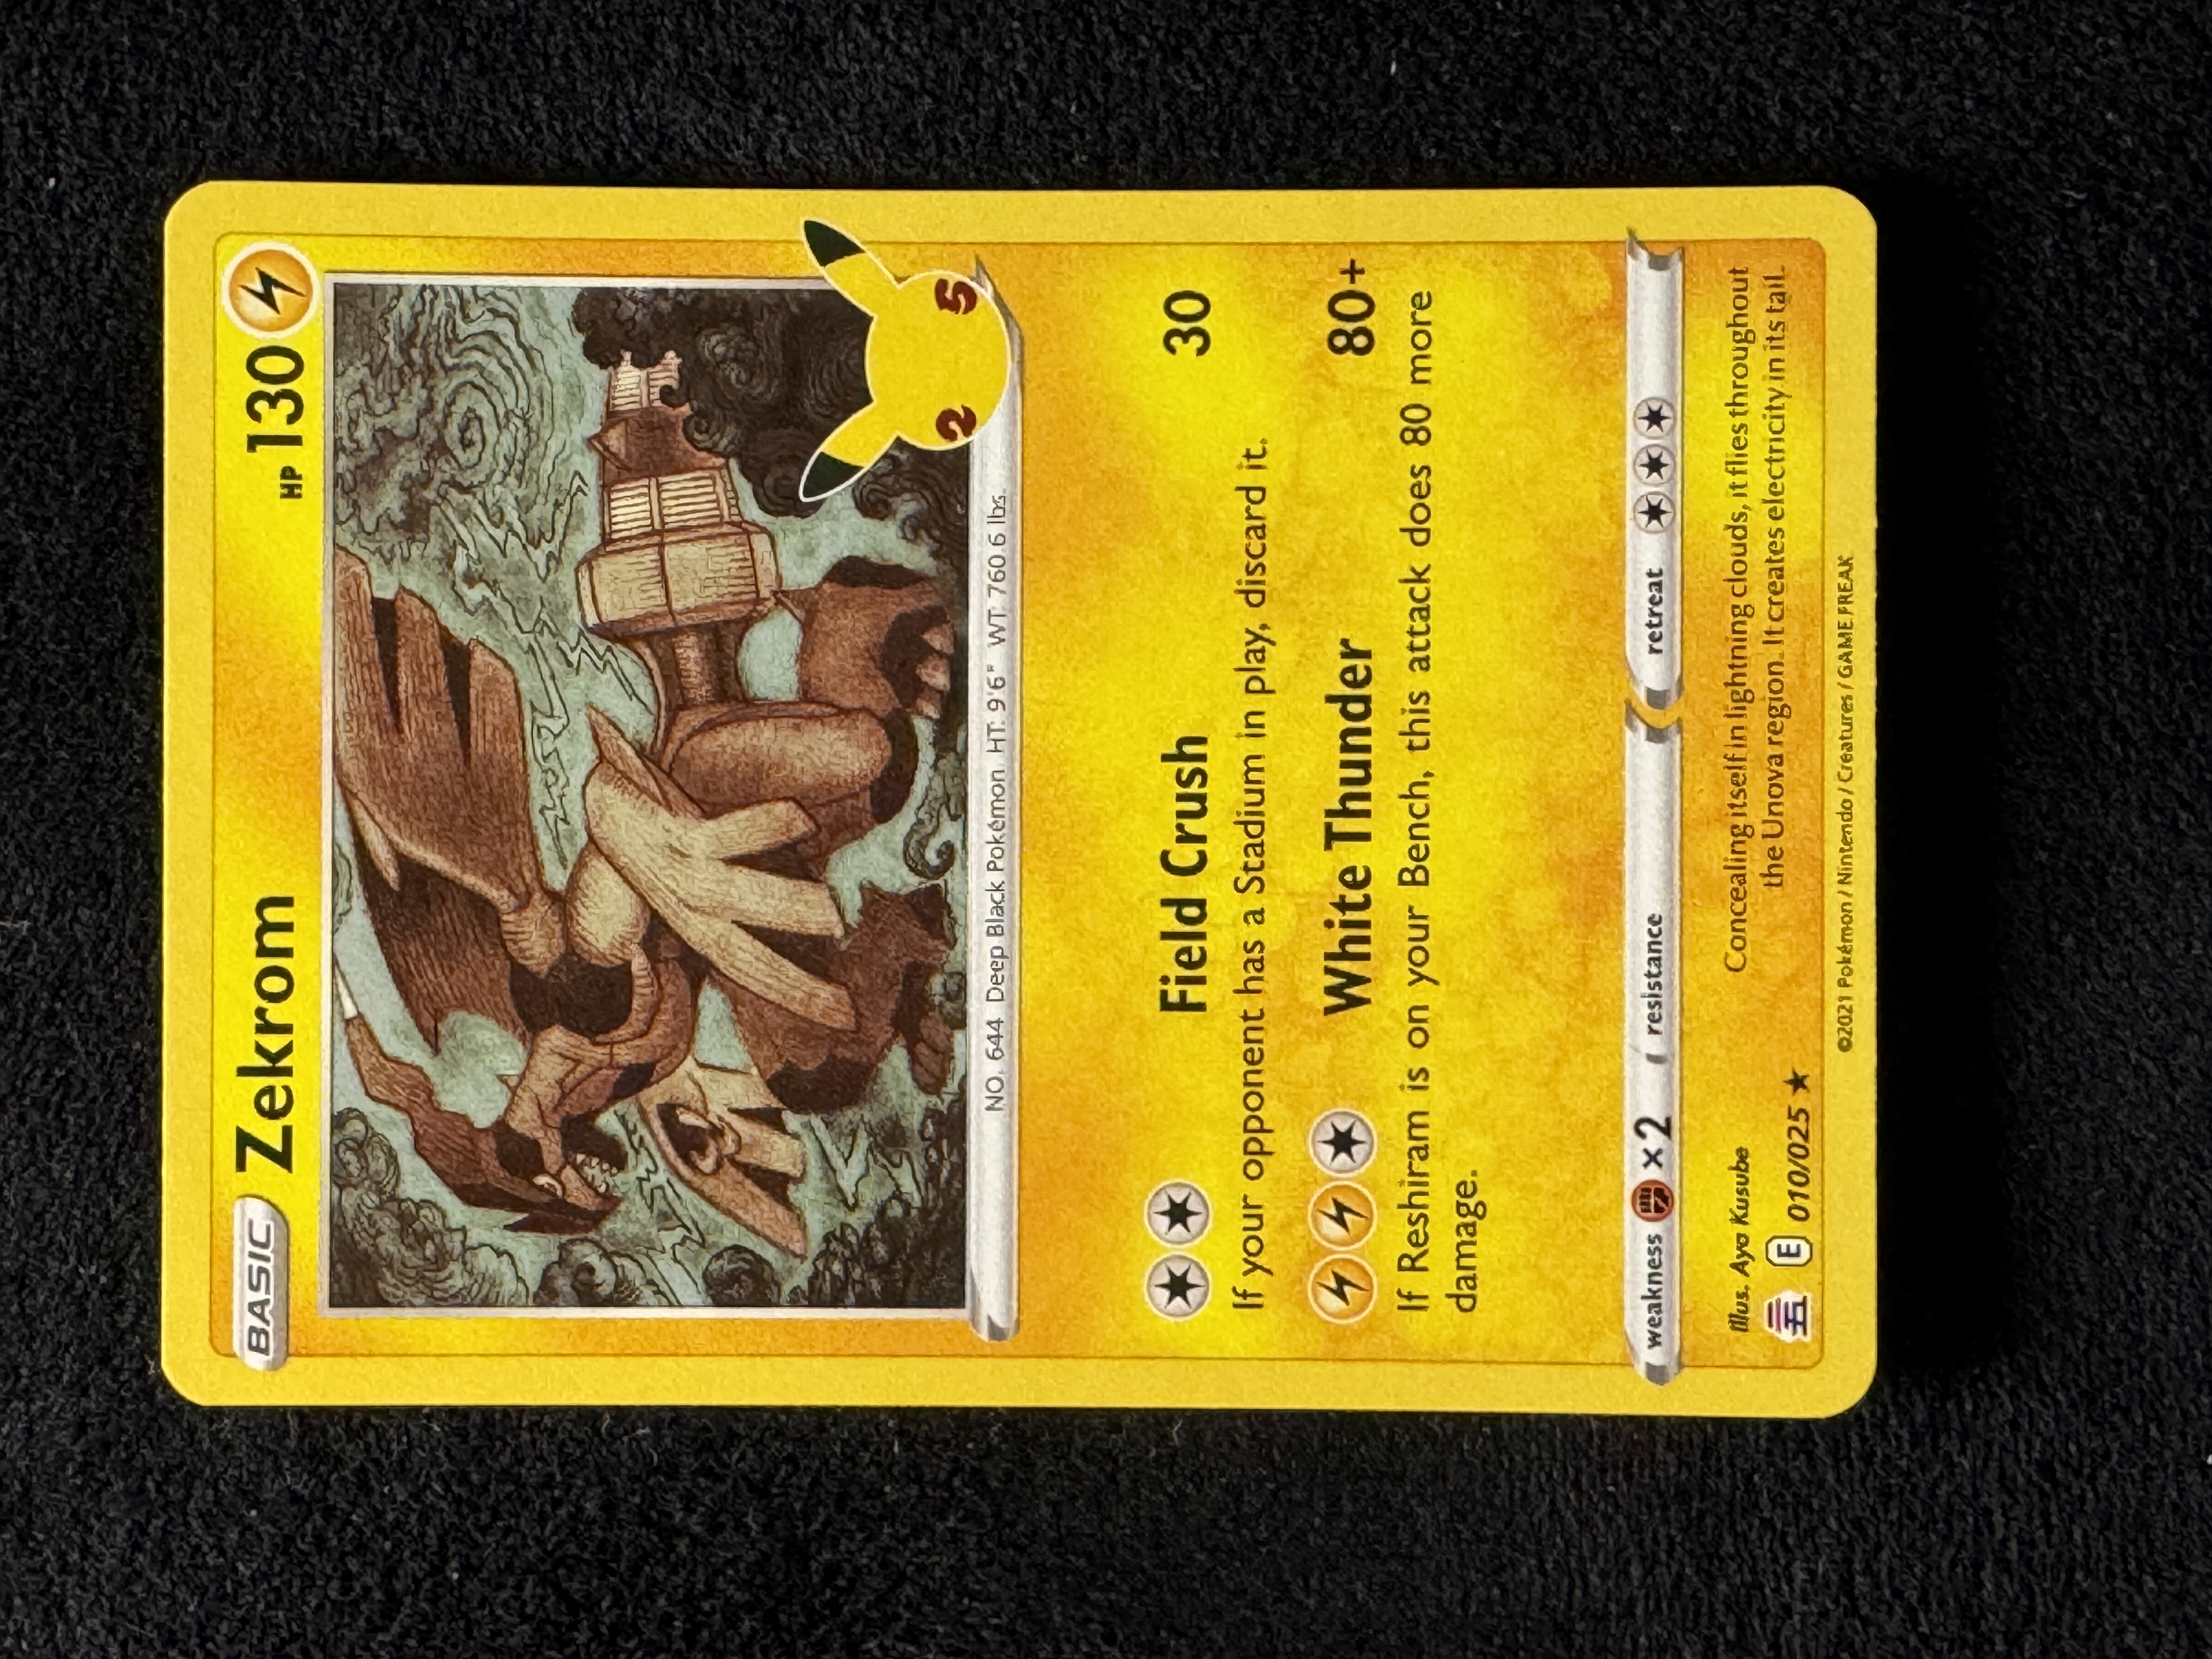 BASIC Zekrom HP 130
2 5
NO. 644 Deep Black Pokémon HT: 9'6" WT: 760.6 lbs.
Field Crush 30
If your opponent has a Stadium in play, discard it.
White Thunder 80+
If Reshiram is on your Bench, this attack does 80 more
damage.
weakness ×2 resistance retreat
Illus. Aya Kusube
Concealing itself in lightning clouds, it flies throughout
the Unova region. It creates electricity in its tail.
E 010/025 ★
©2021 Pokémon / Nintendo / Creatures / GAME FREAK